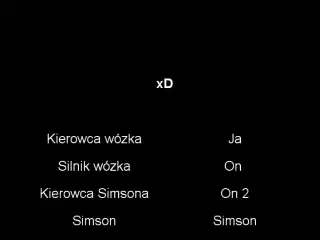 xD
Kierowca wózka Ja
Silnik wózka On
Kierowca Simsona On 2
Simson Simson